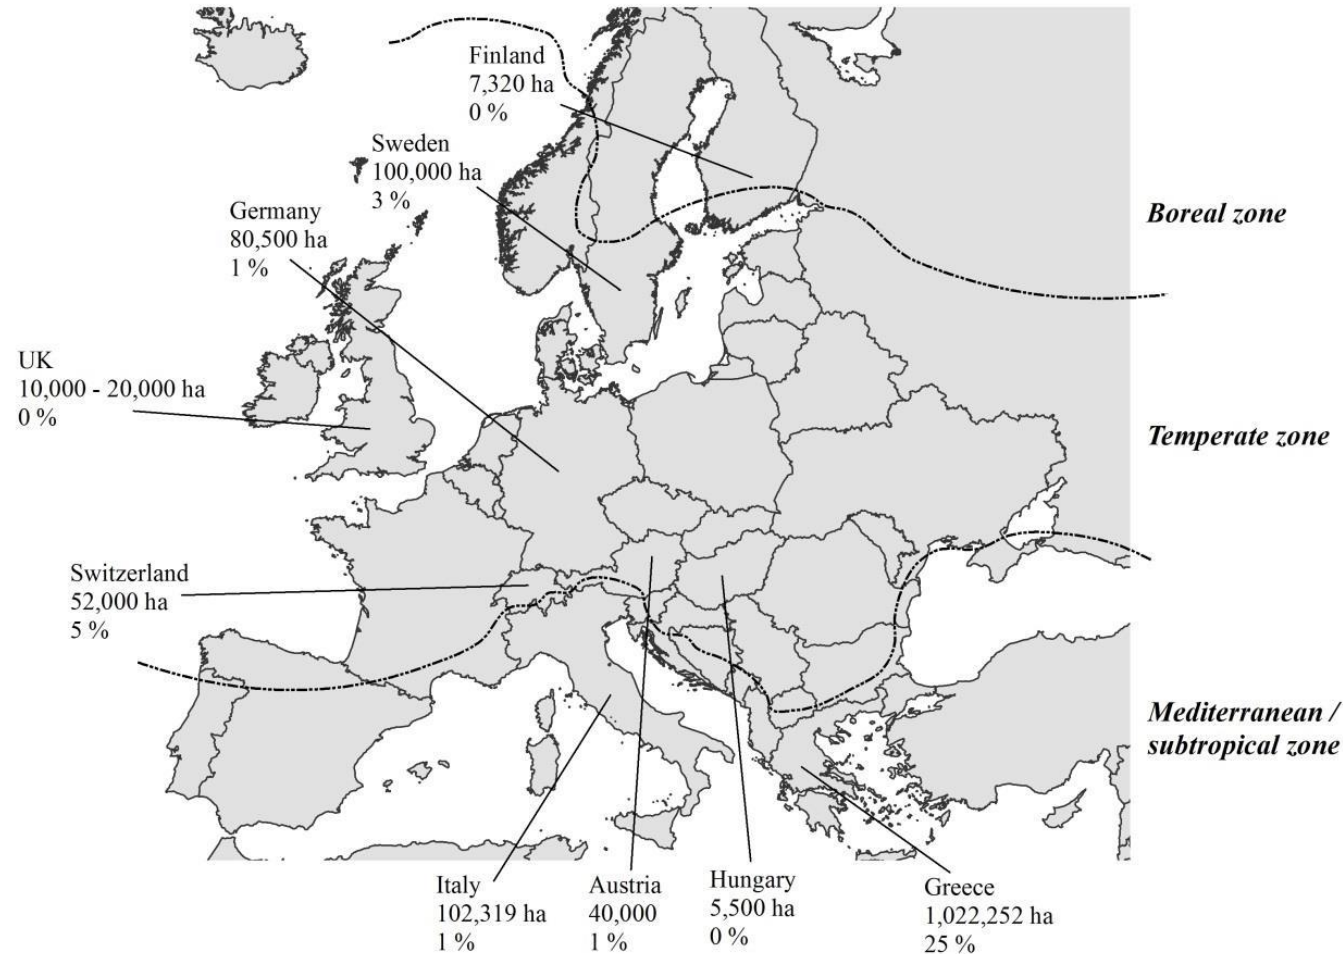 Finland
7,320 ha
0 %
Sweden
100,000 ha
3 %
Germany
80,500 ha
1 %
Boreal zone
UK
10,000 - 20,000 ha
0 %
Temperate zone
Switzerland
52,000 ha
5 %
Mediterranean /
subtropical zone
Italy
102,319 ha
1 %
Austria
40,000
1 %
Hungary
5,500 ha
0 %
Greece
1,022,252 ha
25 %